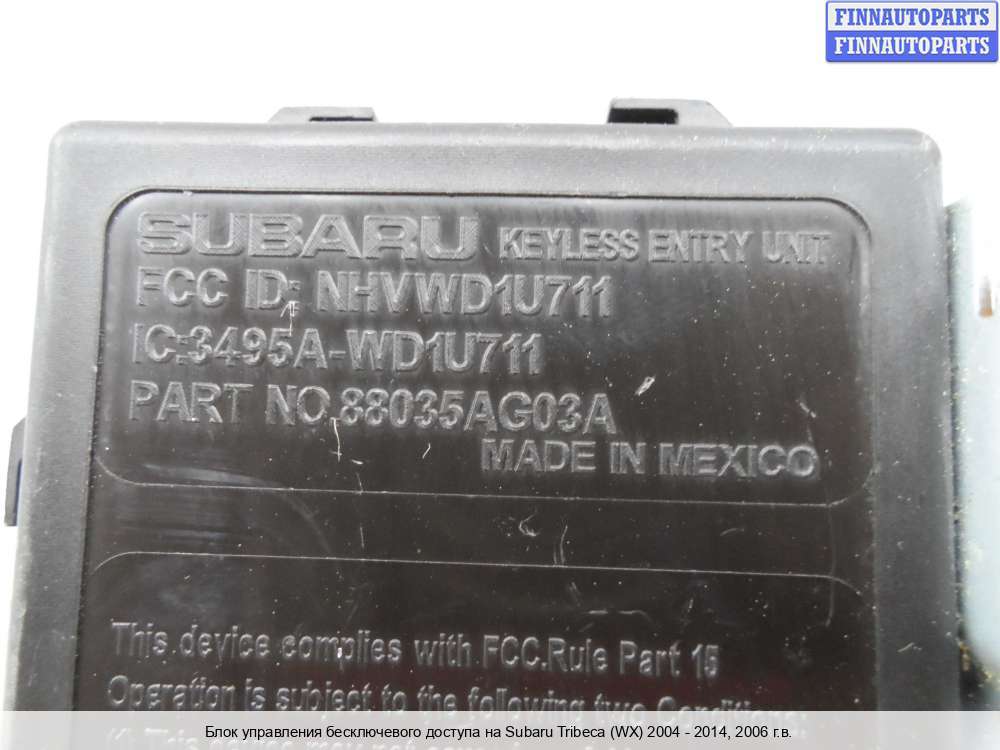 FINNAUTOPARTS
FINNAUTOPARTS
SUBARU KEYLESS ENTRY UNIT
FCC ID: NHVWD1U711
IC:3495A-WD1U711
PART NO.88035AG03A
MADE IN MEXICO
This device complies with FCC.Rule Part 15
Operation is subject to the following two Conditions:
Блок управления бесключевого доступа на Subaru Tribeca (WX) 2004 - 2014, 2006 г.в.